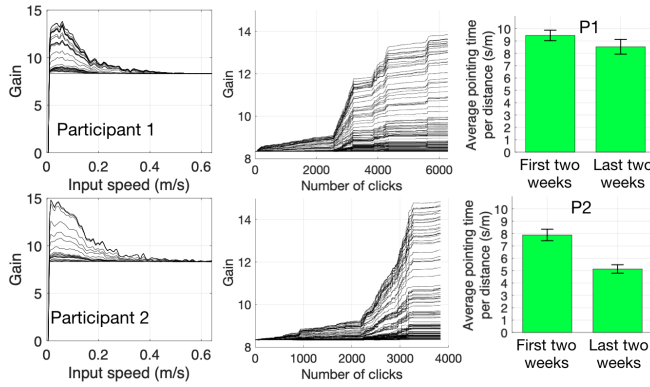 15
10
5
0
Gain
Participant 1
0
0.2
0.4
0.6
Input speed (m/s)
14
12
10
Gain
0
2000
4000
6000
Number of clicks
P1
10
9
8
7
6
5
4
3
2
1
0
Average pointing time
per distance (s/m)
First two
weeks
Last two
weeks
15
10
5
0
Gain
Participant 2
0
0.2
0.4
0.6
Input speed (m/s)
14
13
12
11
10
9
Gain
0
1000
2000
3000
4000
Number of clicks
P2
10
9
8
7
6
5
4
3
2
1
0
Average pointing time
per distance (s/m)
First two
weeks
Last two
weeks